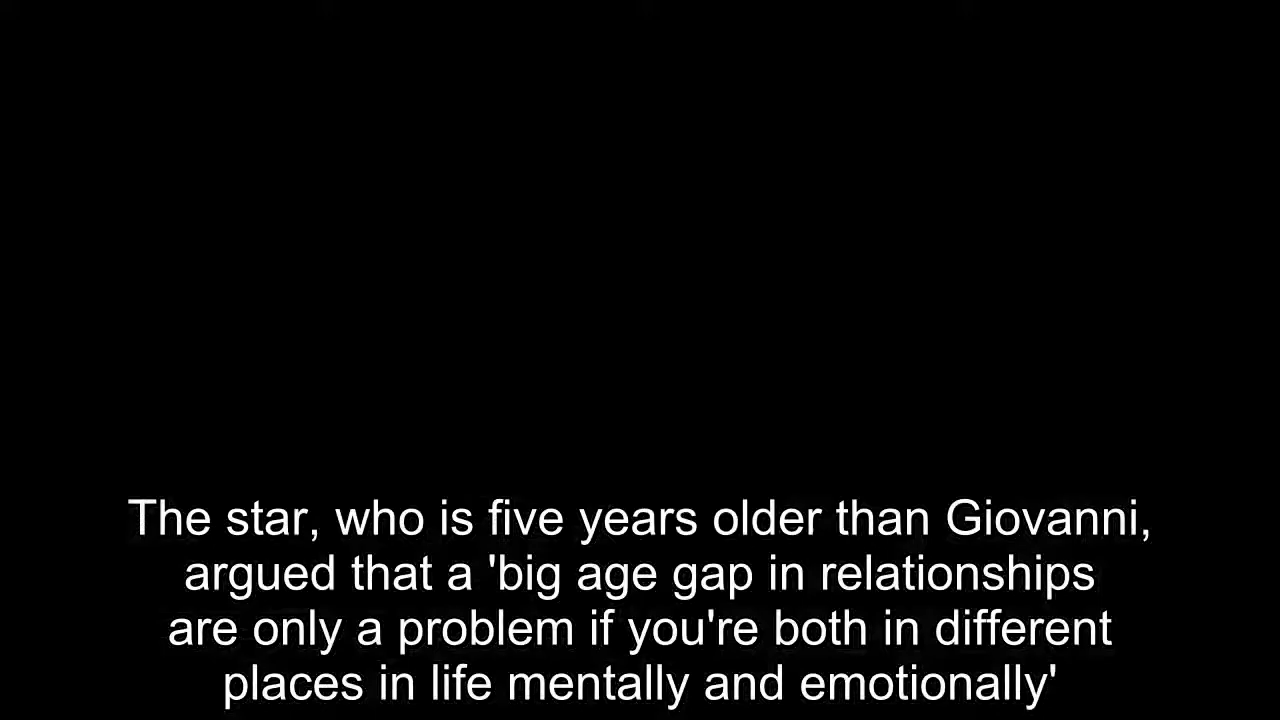 The star, who is five years older than Giovanni,
argued that a 'big age gap in relationships
are only a problem if you're both in different
places in life mentally and emotionally'